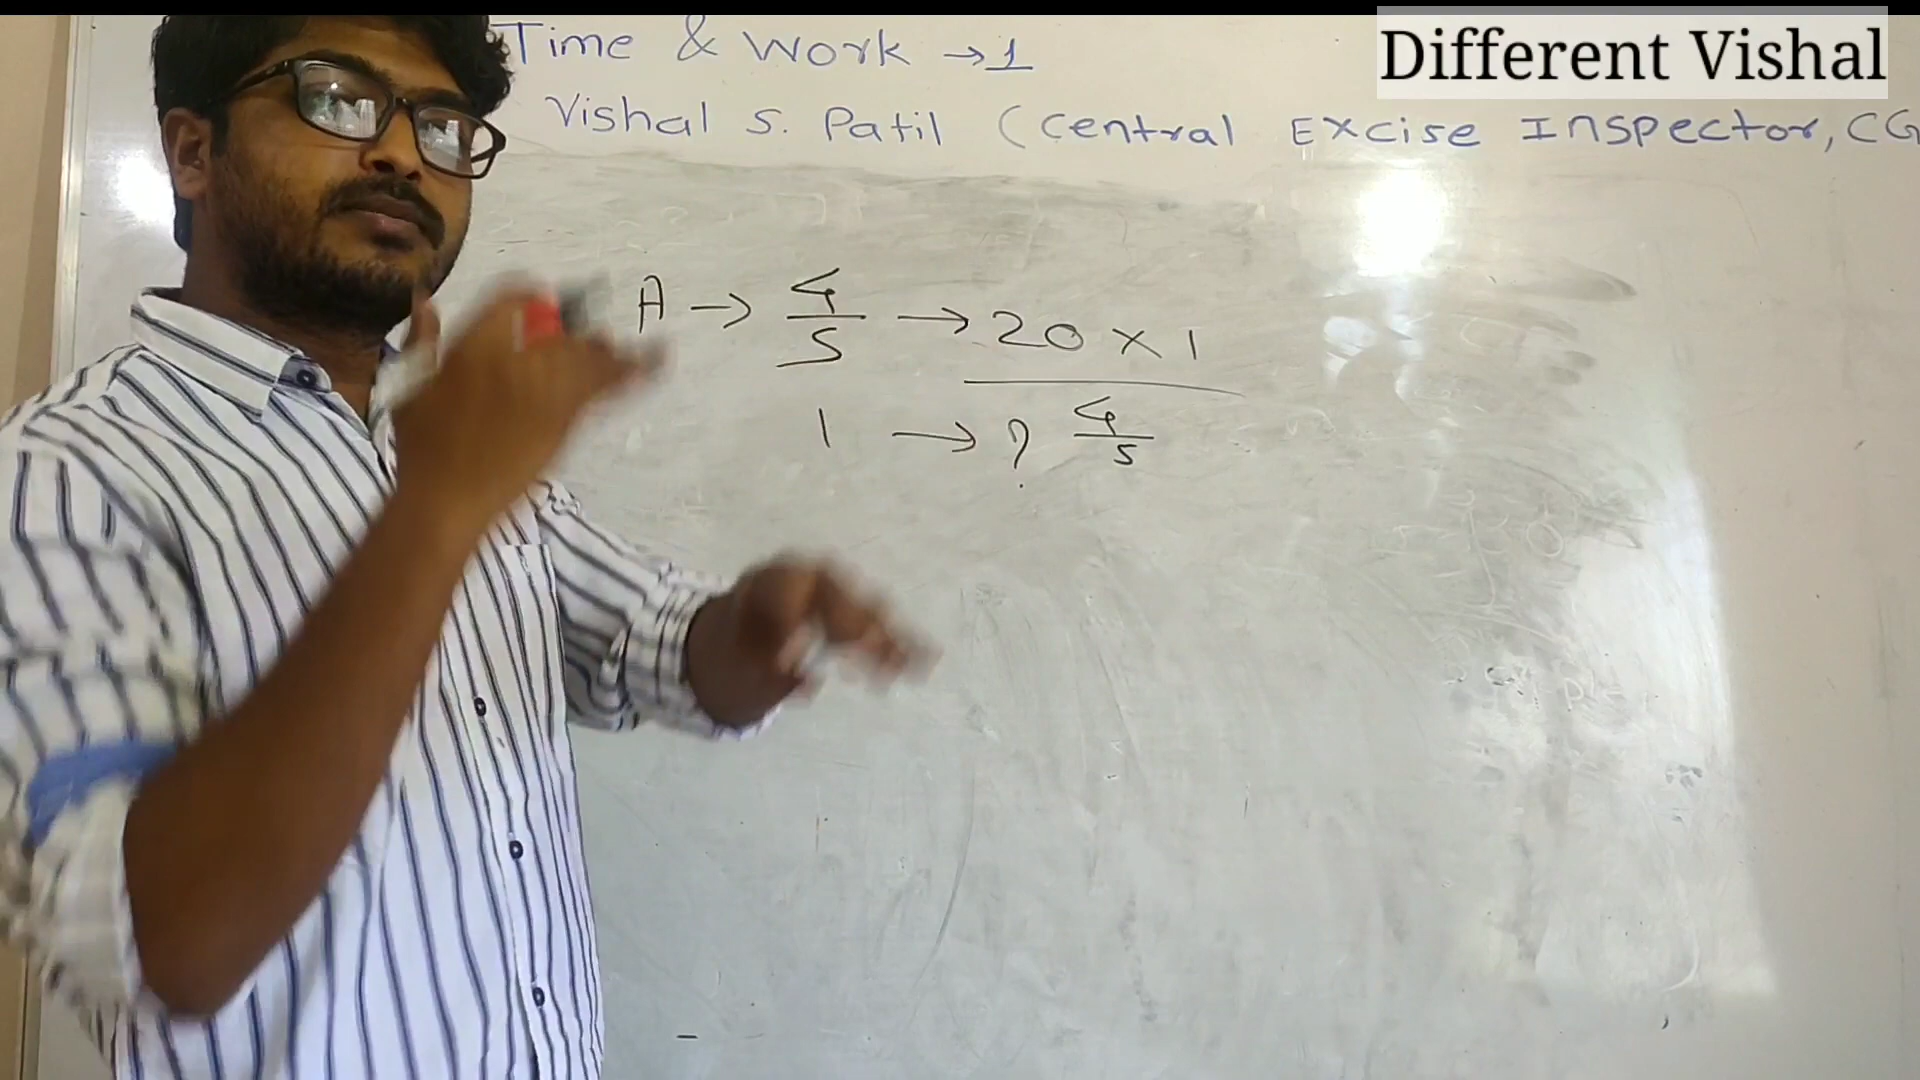 Different Vishal
Time & Work → 1
Vishal S. Patil (Central Excise Inspector, CG
A → 4/5 → 20 × 1
1 → ? 4/5